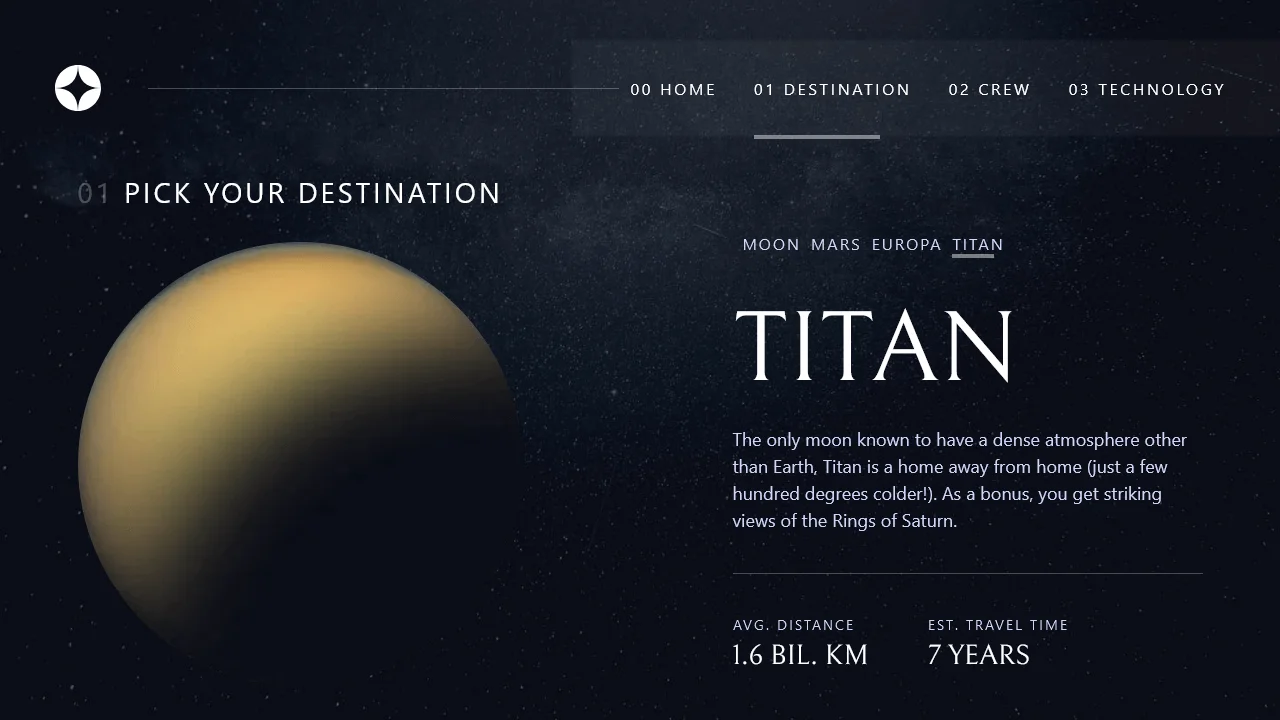 00 HOME 01 DESTINATION 02 CREW 03 TECHNOLOGY
01 PICK YOUR DESTINATION
MOON MARS EUROPA TITAN
TITAN
The only moon known to have a dense atmosphere other
than Earth, Titan is a home away from home (just a few
hundred degrees colder!). As a bonus, you get striking
views of the Rings of Saturn.
AVG. DISTANCE EST. TRAVEL TIME
1.6 BIL. KM 7 YEARS